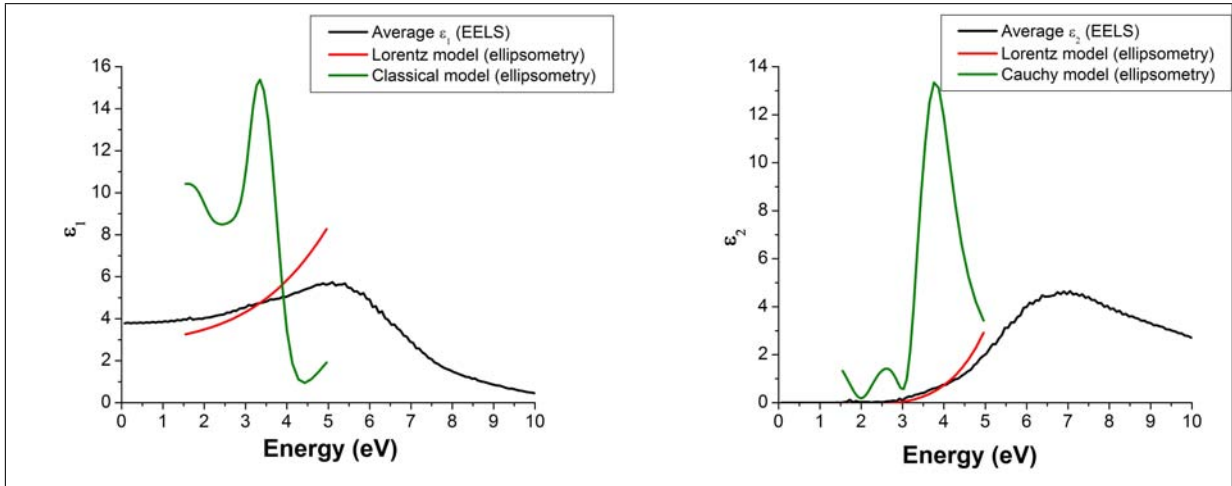 Average ε₁ (EELS)
Lorentz model (ellipsometry)
Classical model (ellipsometry)
16
14
12
10
8
6
4
2
0
ε₁
0 1 2 3 4 5 6 7 8 9 10
Energy (eV)
Average ε₂ (EELS)
Lorentz model (ellipsometry)
Cauchy model (ellipsometry)
14
12
10
8
6
4
2
0
ε₂
0 1 2 3 4 5 6 7 8 9 10
Energy (eV)